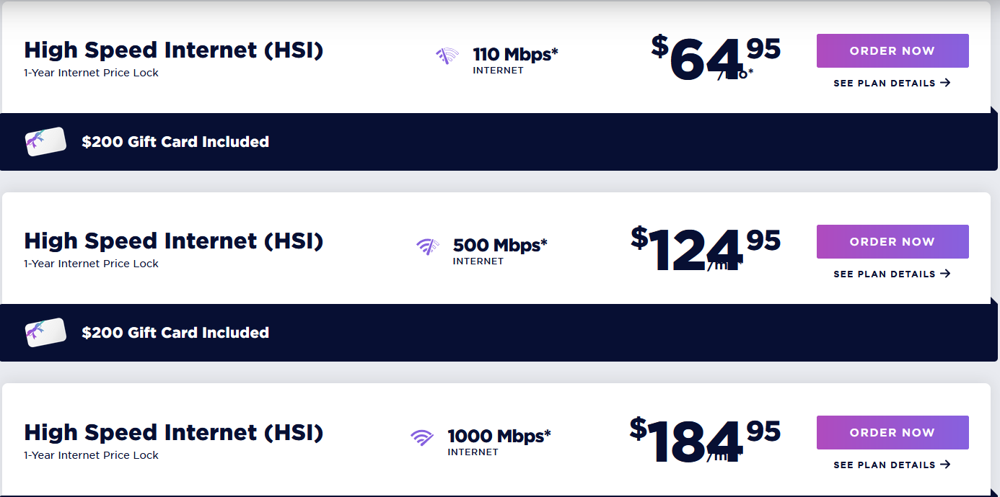 High Speed Internet (HSI)
1-Year Internet Price Lock
110 Mbps*
INTERNET
$64.95
/mo*
ORDER NOW
SEE PLAN DETAILS →
$200 Gift Card Included
High Speed Internet (HSI)
1-Year Internet Price Lock
500 Mbps*
INTERNET
$124 95
ORDER NOW
SEE PLAN DETAILS →
$200 Gift Card Included
High Speed Internet (HSI)
1-Year Internet Price Lock
1000 Mbps*
INTERNET
$184 95
ORDER NOW
SEE PLAN DETAILS →